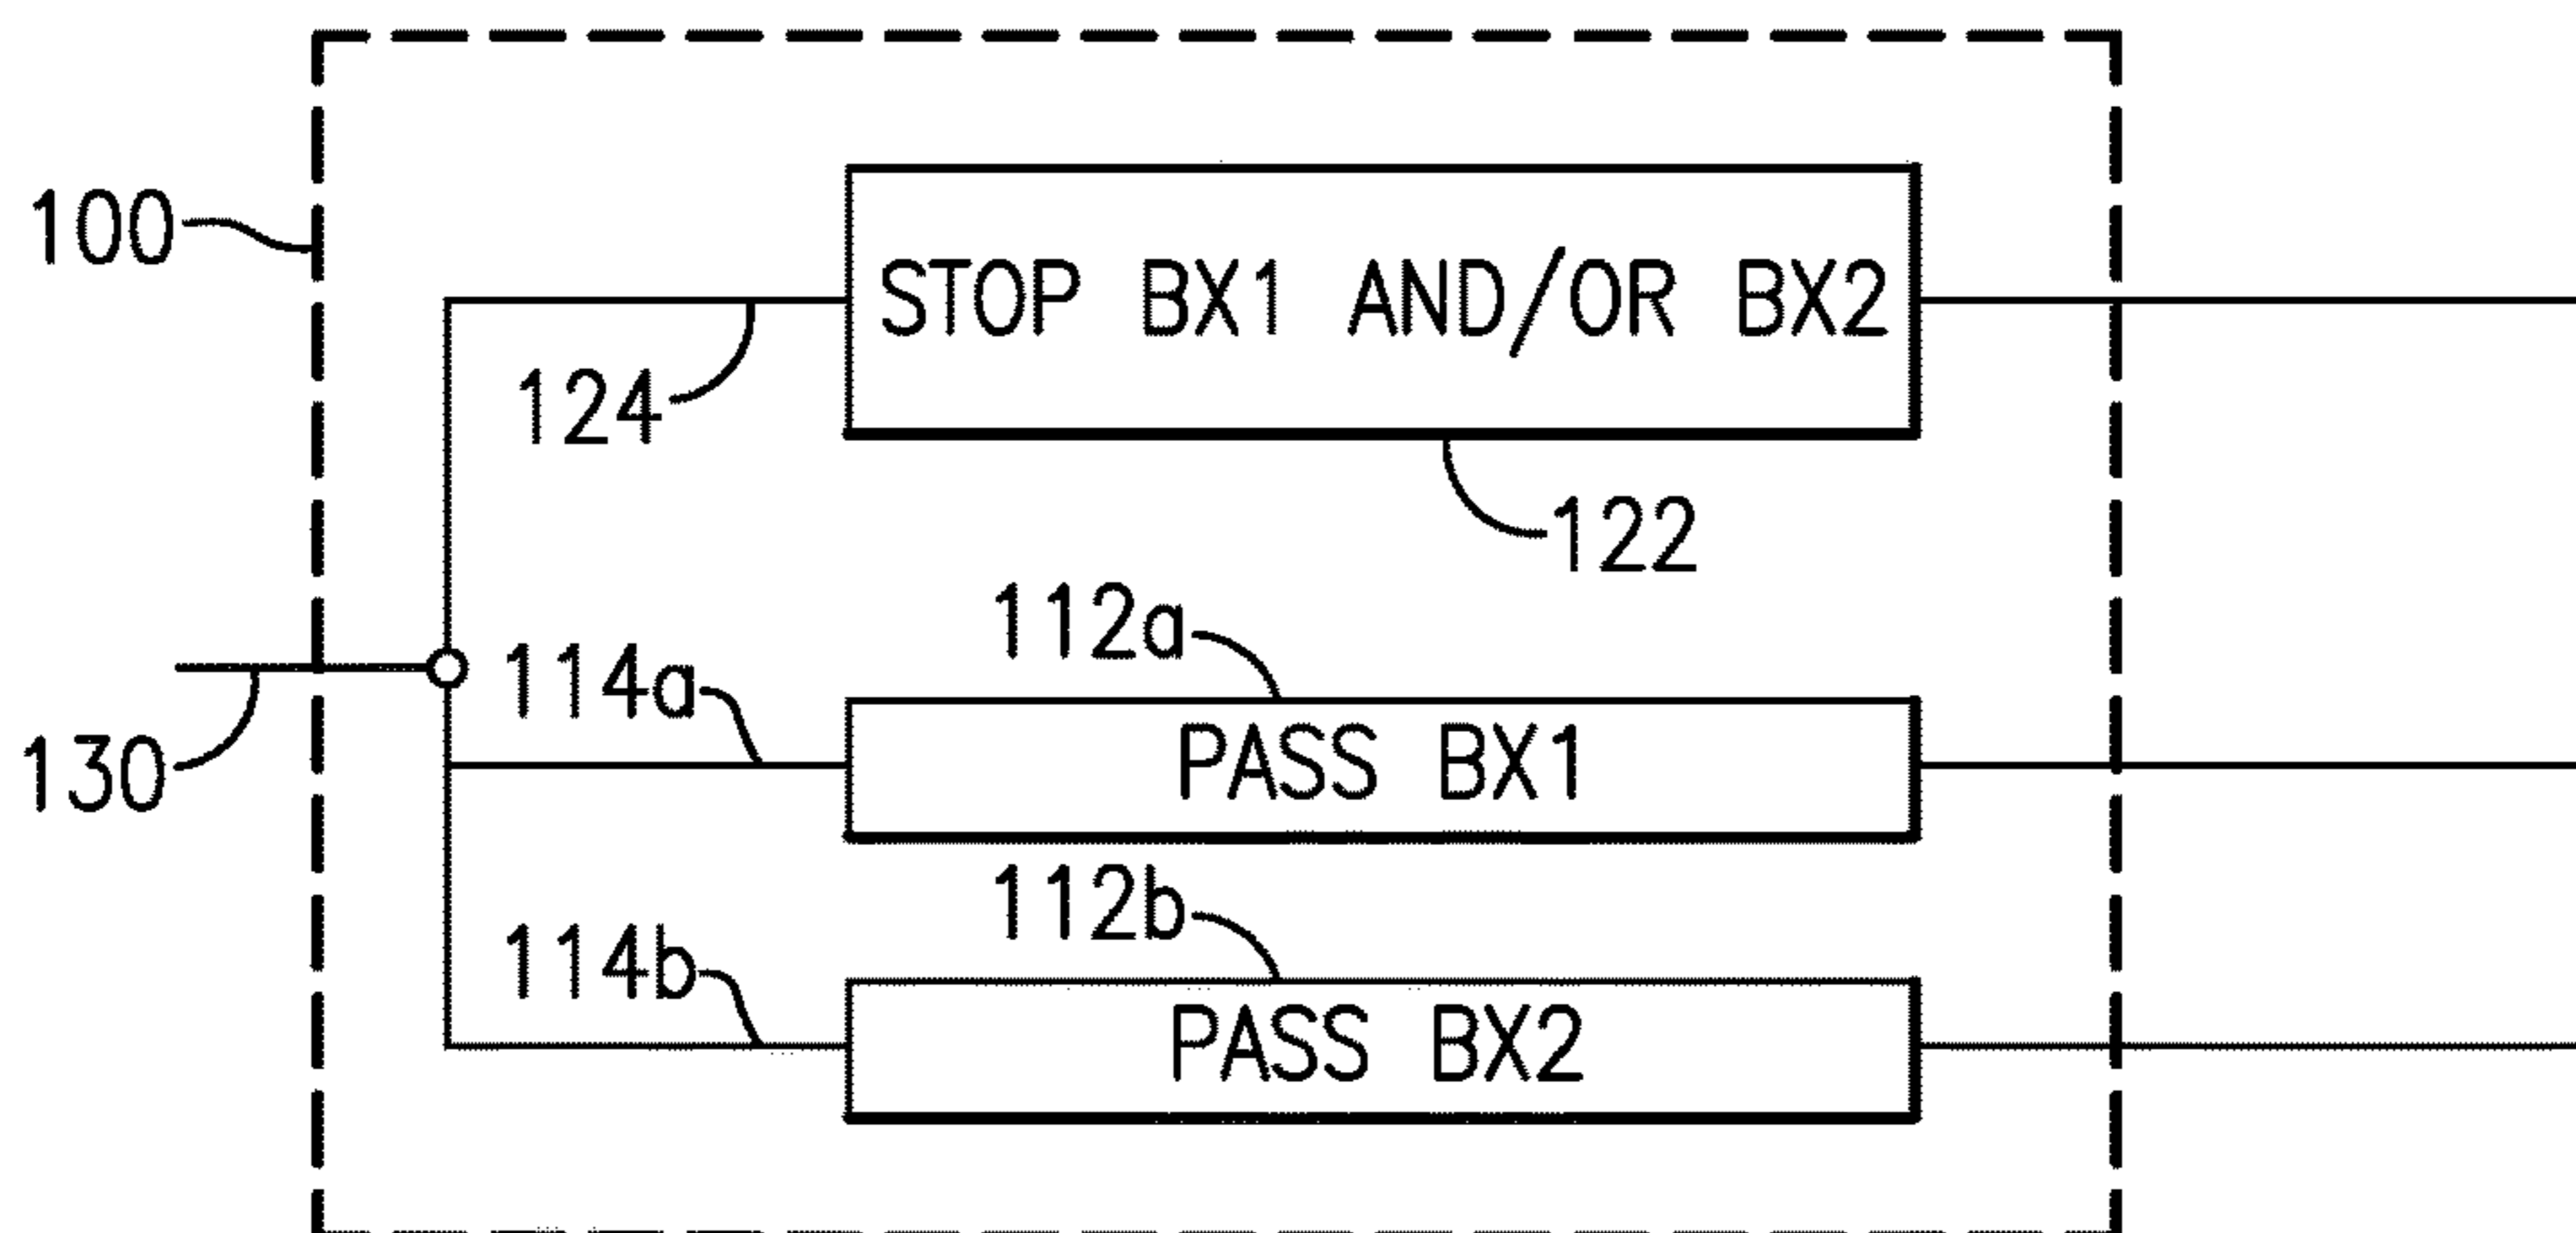 100
STOP BX1 AND/OR BX2
124
122
112a
114a
PASS BX1
130
112b
114b
PASS BX2